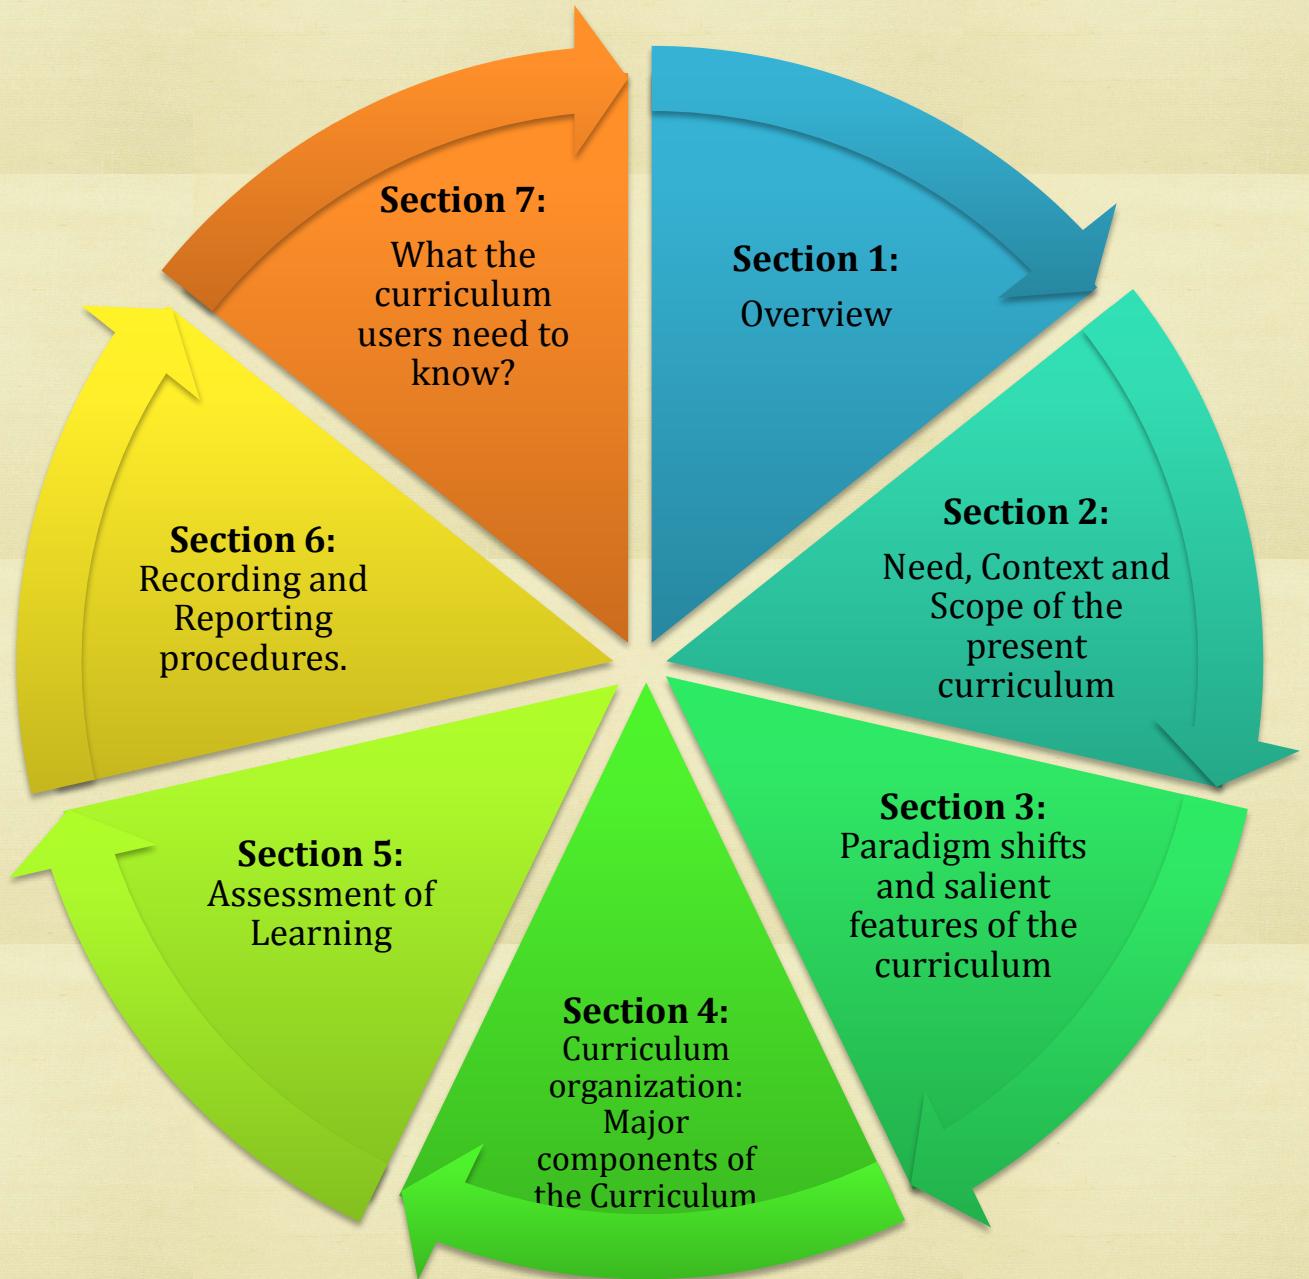 Section 1:
Overview
Section 2:
Need, Context and
Scope of the
present
curriculum
Section 3:
Paradigm shifts
and salient
features of the
curriculum
Section 4:
Curriculum
organization:
Major
components of
the Curriculum
Section 5:
Assessment of
Learning
Section 6:
Recording and
Reporting
procedures.
Section 7:
What the
curriculum
users need to
know?